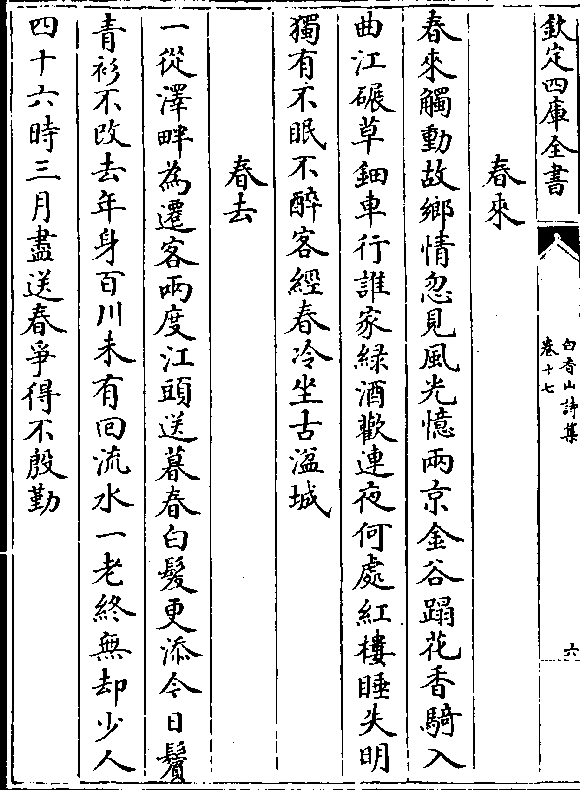 欽定四庫全書
白香山詩集
卷十七
六
春來
春來觸動故鄉情忽見風光憶兩京金谷蹋花香騎入
曲江碾草鈿車行誰家緑酒歡連夜何處紅樓睡失明
獨有不眠不醉客經春冷坐古湓城
春去
一從澤畔為遷客兩度江頭送暮春白髮更添今日鬢
青衫不改去年身百川未有回流水一老終無却少人
四十六時三月盡送春爭得不殷勤